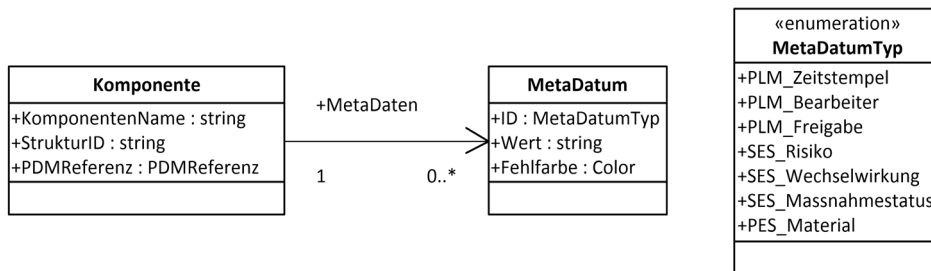 Komponente
+KomponentenName : string
+StrukturID : string
+PDMReferenz : PDMReferenz
+MetaDaten
1
0..*
MetaDatum
+ID : MetaDatumTyp
+Wert : string
+Fehlfarbe : Color
«enumeration»
MetaDatumTyp
+PLM_Zeitstempel
+PLM_Bearbeiter
+PLM_Freigabe
+SES_Risiko
+SES_Wechselwirkung
+SES_Massnahmestatus
+PES_Material